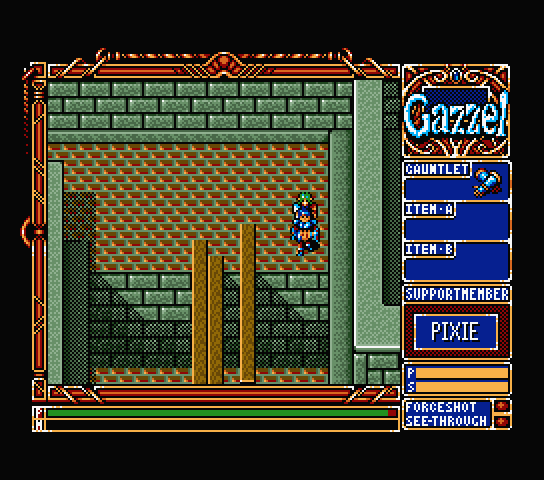 Gazzel
GAUNTLET
ITEM·A
ITEM·B
SUPPORTMEMBER
PIXIE
P
S
FORCESHOT
SEE-THROUGH
P
M